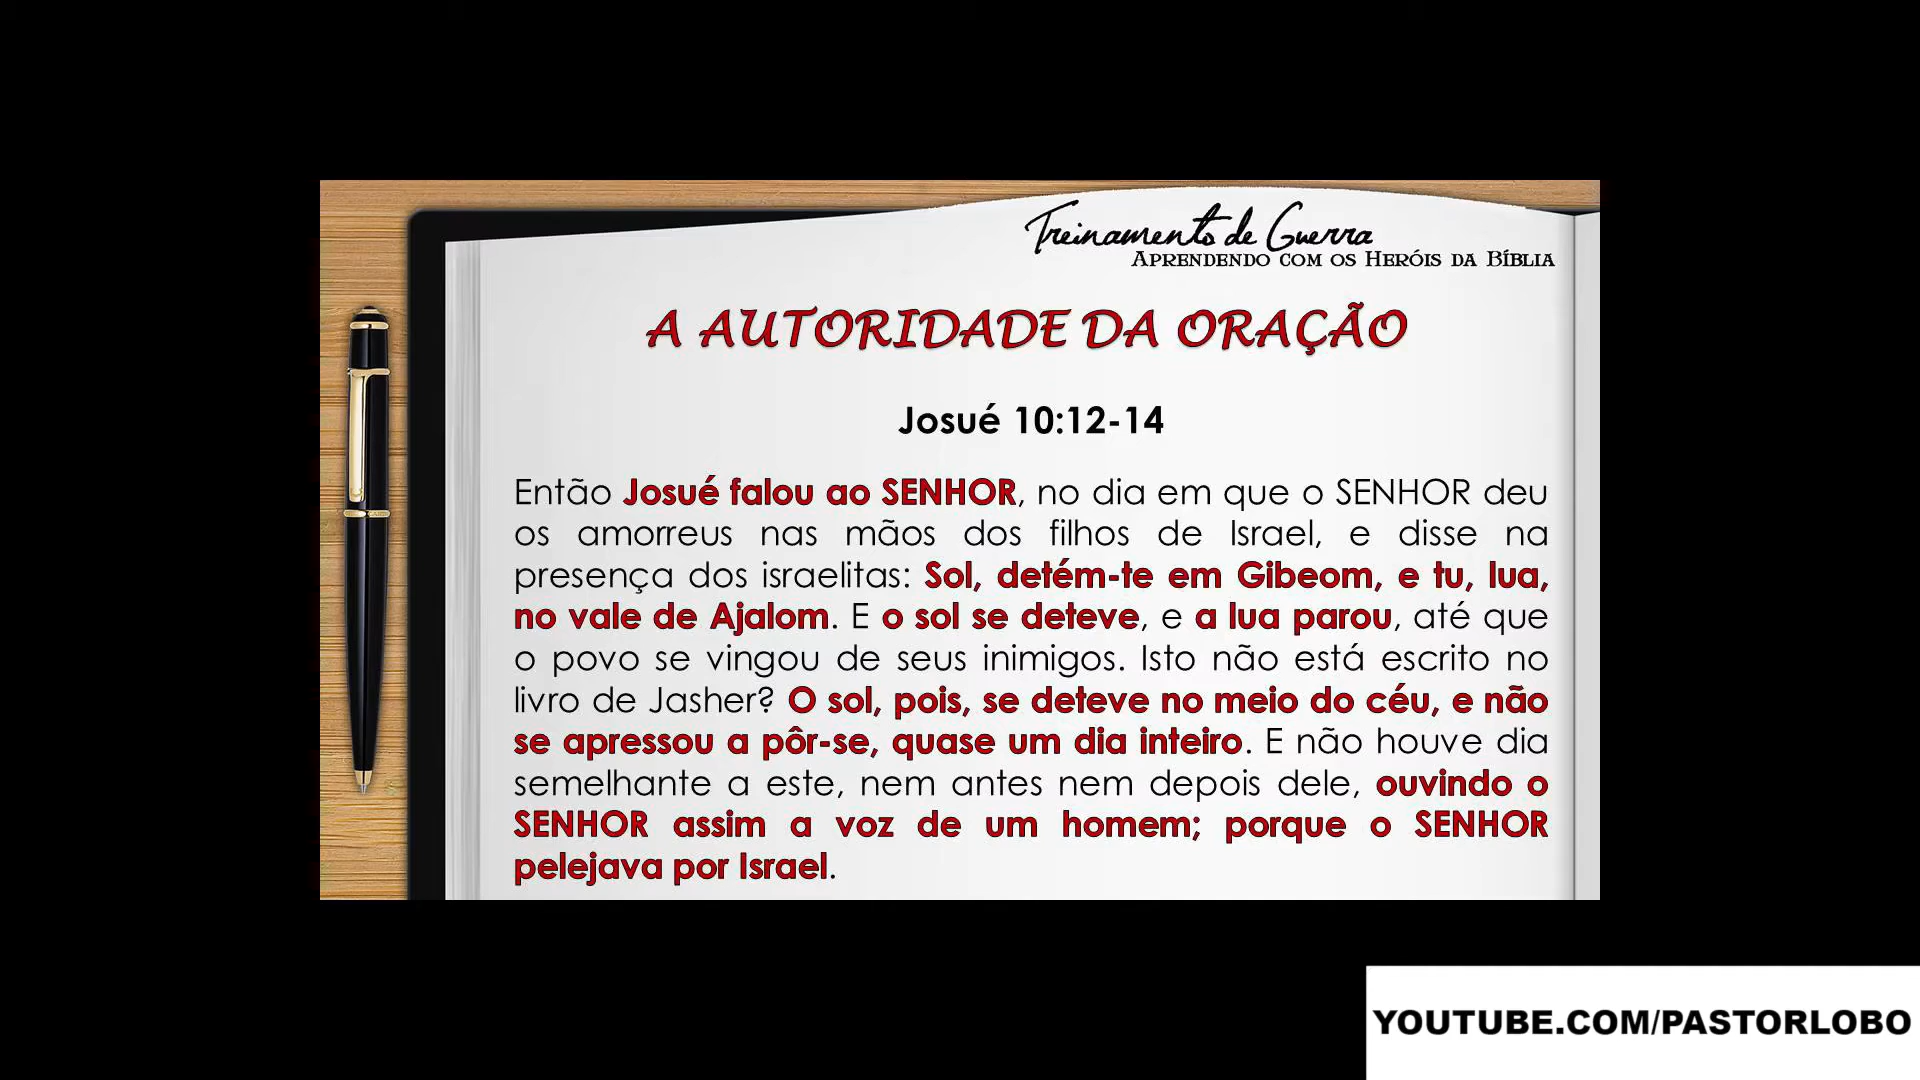 Treinamento de Guerra
Aprendendo com os Heróis da Bíblia
A AUTORIDADE DA ORAÇÃO
Josué 10:12-14
Então Josué falou ao SENHOR, no dia em que o SENHOR deu
os amorreus nas mãos dos filhos de Israel, e disse na
presença dos israelitas: Sol, detém-te em Gibeom, e tu, lua,
no vale de Ajalom. E o sol se deteve, e a lua parou, até que
o povo se vingou de seus inimigos. Isto não está escrito no
livro de Jasher? O sol, pois, se deteve no meio do céu, e não
se apressou a pôr-se, quase um dia inteiro. E não houve dia
semelhante a este, nem antes nem depois dele, ouvindo o
SENHOR assim a voz de um homem; porque o SENHOR
pelejava por Israel.
YOUTUBE.COM/PASTORLOBO